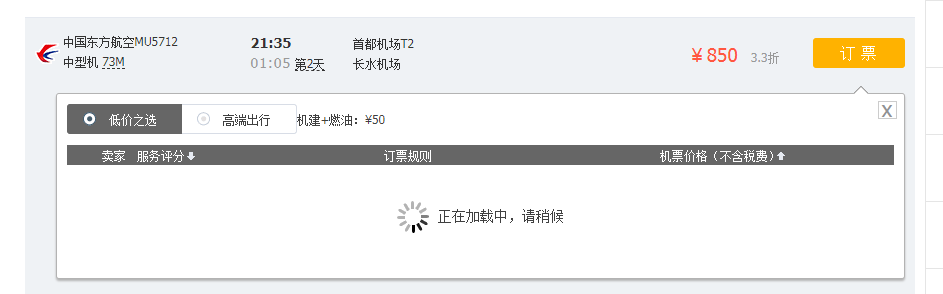 中国东方航空MU5712 21:35 首都机场T2 ¥850 3.3折 订 票
中型机 73M 01:05 第2天 长水机场
低价之选 高端出行 机建+燃油：¥50 X
卖家 服务评分 订票规则 机票价格（不含税费）
正在加载中，请稍候